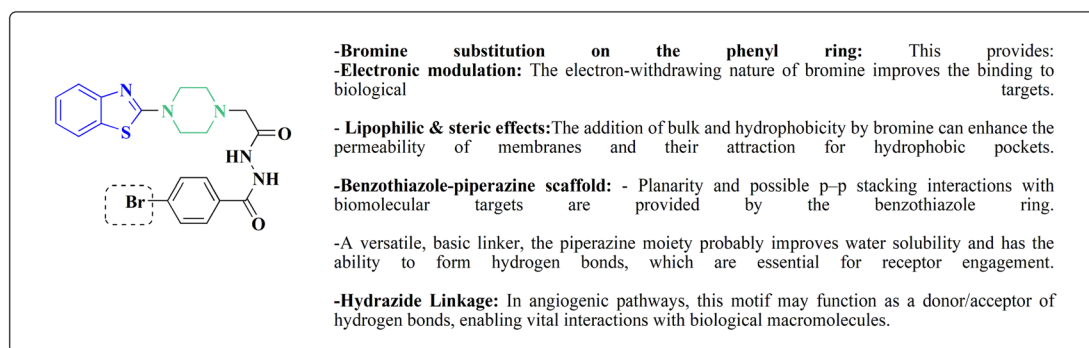 -Bromine substitution on the phenyl ring: This provides:
-Electronic modulation: The electron-withdrawing nature of bromine improves the binding to
biological targets.
- Lipophilic & steric effects:The addition of bulk and hydrophobicity by bromine can enhance the
permeability of membranes and their attraction for hydrophobic pockets.
-Benzothiazole-piperazine scaffold: - Planarity and possible p–p stacking interactions with
biomolecular targets are provided by the benzothiazole ring.
-A versatile, basic linker, the piperazine moiety probably improves water solubility and has the
ability to form hydrogen bonds, which are essential for receptor engagement.
-Hydrazide Linkage: In angiogenic pathways, this motif may function as a donor/acceptor of
hydrogen bonds, enabling vital interactions with biological macromolecules.
N
S
N
N
O
HN
NH
Br
O